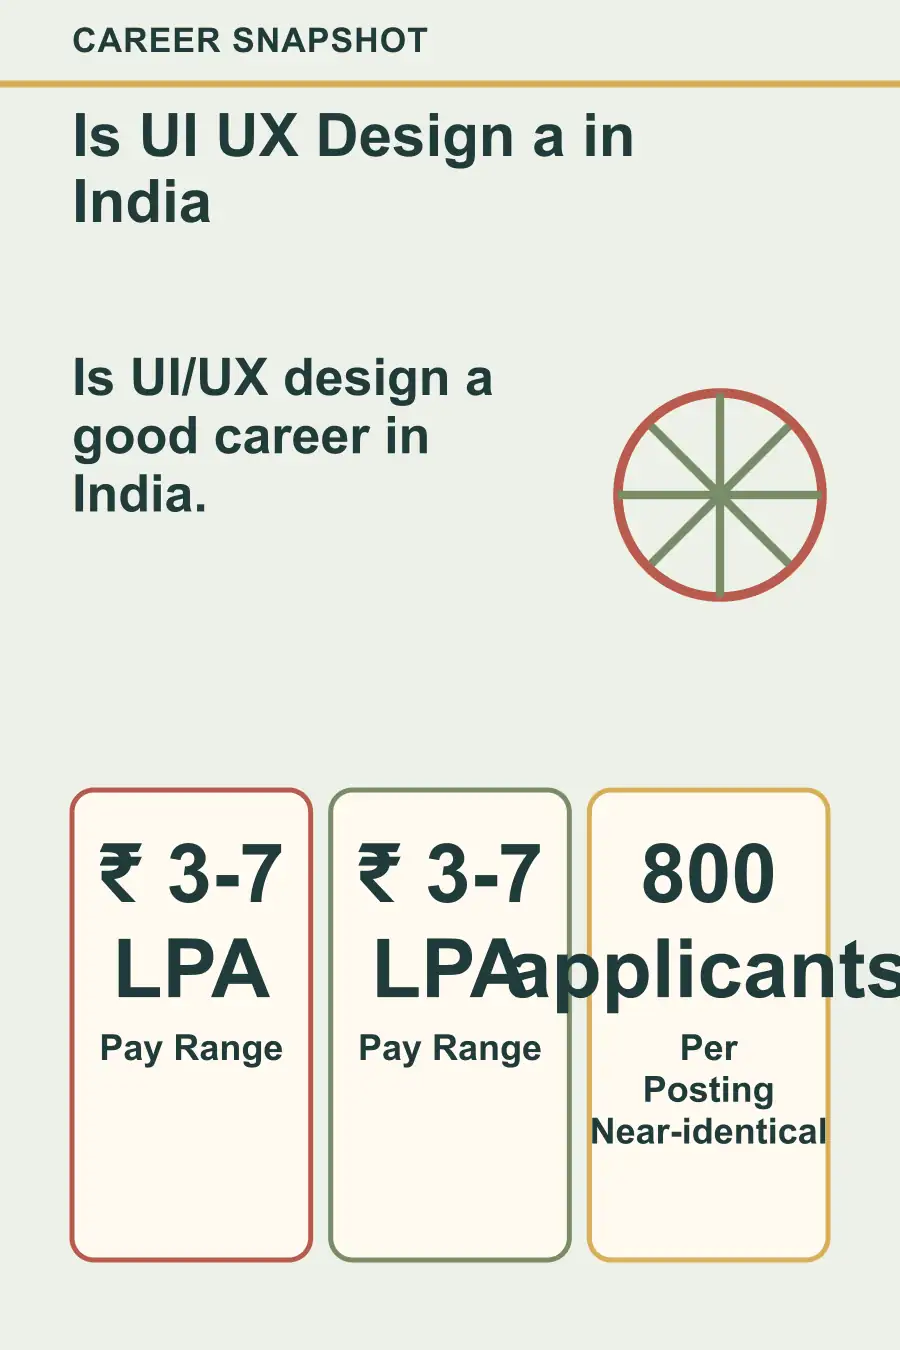 CAREER SNAPSHOT
Is UI UX Design a in
India
Is UI/UX design a
good career in
India.
₹ 3-7
LPA
Pay Range
₹ 3-7
LPA
Pay Range
800
applicants
Per
Posting
Near-identical